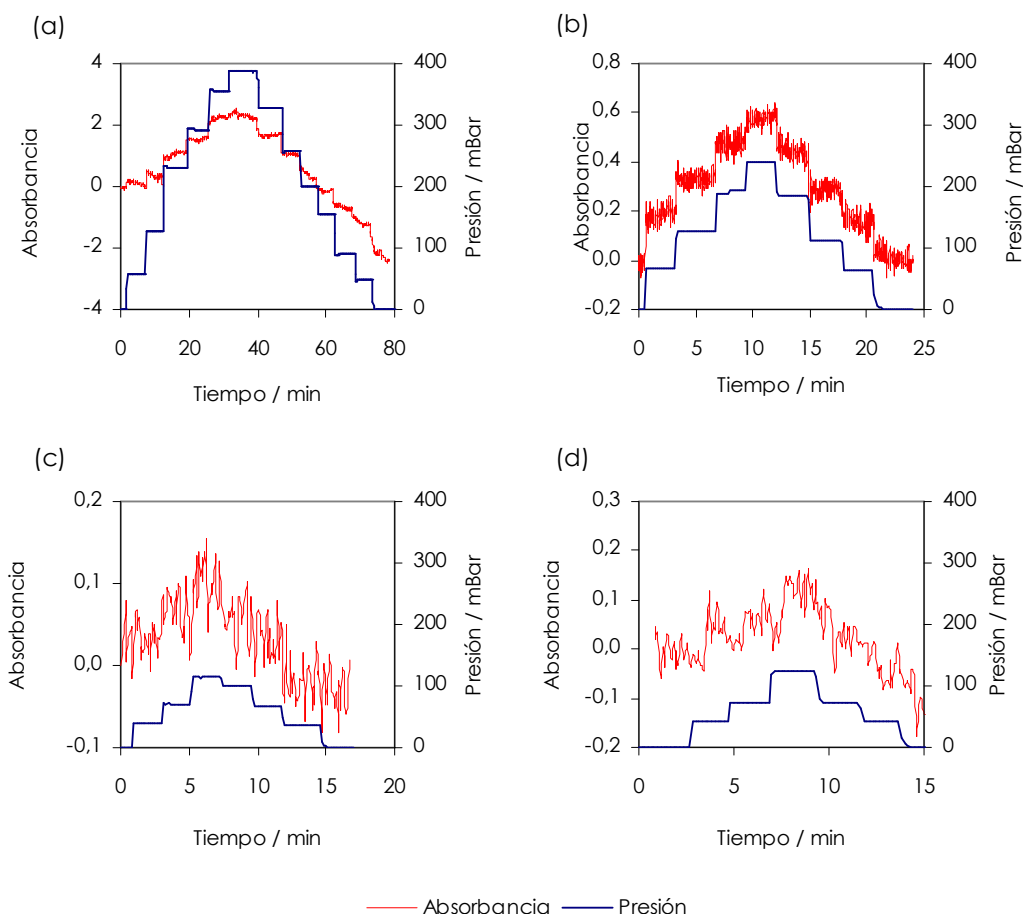 (a)
4
2
0
-2
-4
Absorbancia
400
300
200
100
0
Presión / mBar
0 20 40 60 80
Tiempo / min
(b)
0,8
0,6
0,4
0,2
0,0
-0,2
Absorbancia
400
300
200
100
0
Presión / mBar
0 5 10 15 20 25
Tiempo / min
(c)
0,2
0,1
0,0
-0,1
Absorbancia
400
300
200
100
0
Presión / mBar
0 5 10 15 20
Tiempo / min
(d)
0,3
0,2
0,1
0,0
-0,1
-0,2
Absorbancia
400
300
200
100
0
Presión / mBar
0 5 10 15
Tiempo / min
Absorbancia Presión